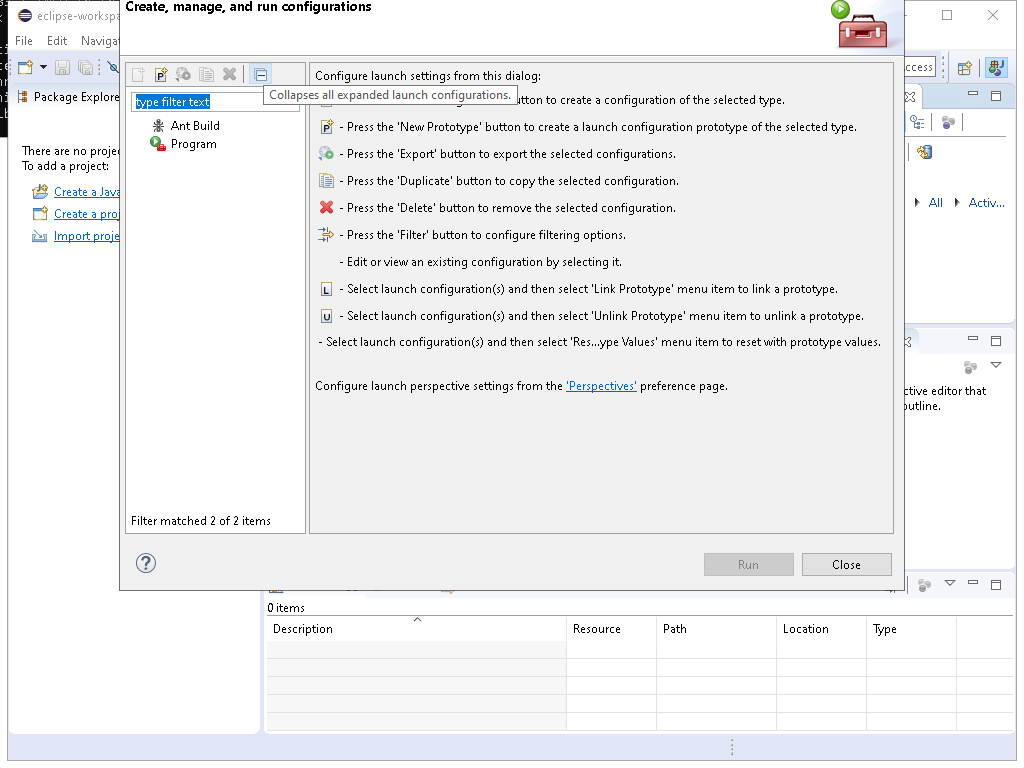 Create, manage, and run configurations
eclipse-workspa
File Edit Naviga
ccess
Package Explore
Configure launch settings from this dialog:
type filter text
Collapses all expanded launch configurations.
utton to create a configuration of the selected type.
Ant Build
Program
P - Press the 'New Prototype' button to create a launch configuration prototype of the selected type.
- Press the 'Export' button to export the selected configurations.
- Press the 'Duplicate' button to copy the selected configuration.
- Press the 'Delete' button to remove the selected configuration.
- Press the 'Filter' button to configure filtering options.
- Edit or view an existing configuration by selecting it.
L - Select launch configuration(s) and then select 'Link Prototype' menu item to link a prototype.
U - Select launch configuration(s) and then select 'Unlink Prototype' menu item to unlink a prototype.
- Select launch configuration(s) and then select 'Res...ype Values' menu item to reset with prototype values.
Configure launch perspective settings from the 'Perspectives' preference page.
There are no projec
To add a project:
Create a Java
Create a proj
Import proje
All Activ...
ctive editor that
outline.
Filter matched 2 of 2 items
?
Run Close
0 items
Description Resource Path Location Type